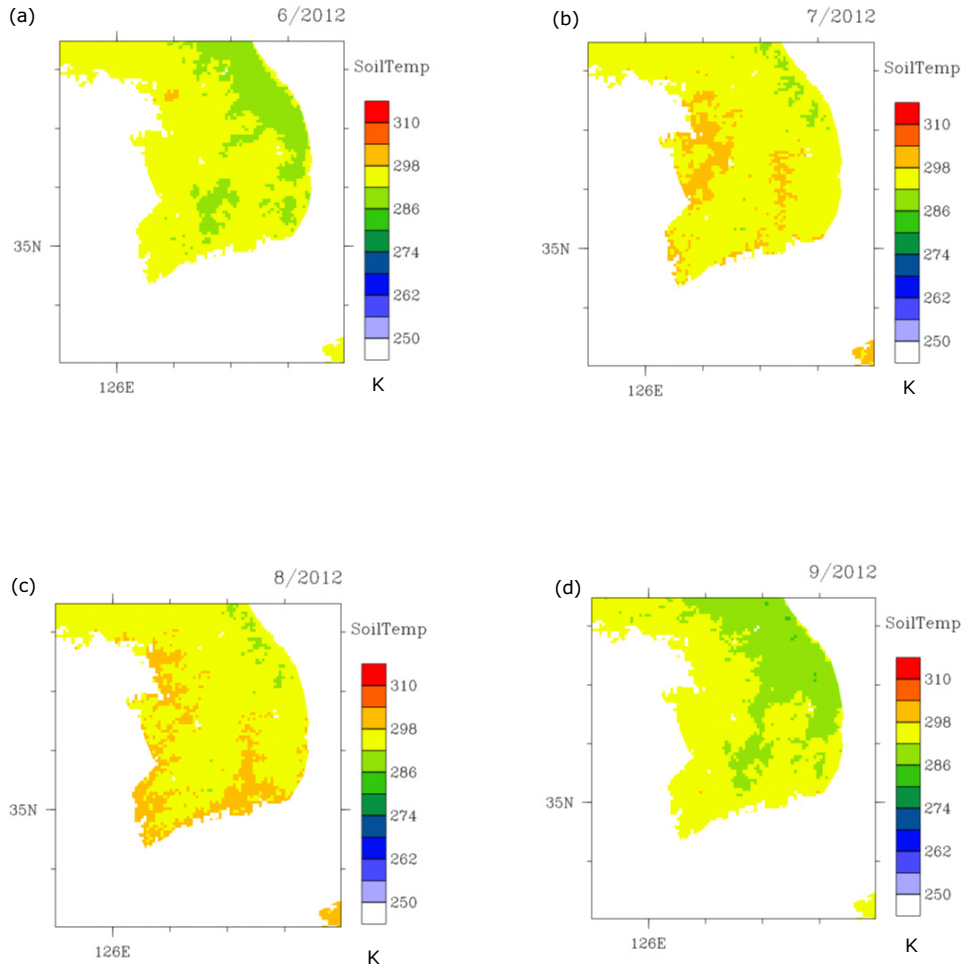 (a)
6/2012
SoilTemp
310
298
286
274
262
250
K
35N
126E
(b)
7/2012
SoilTemp
310
298
286
274
262
250
K
35N
126E
(c)
8/2012
SoilTemp
310
298
286
274
262
250
K
35N
126E
(d)
9/2012
SoilTemp
310
298
286
274
262
250
K
35N
126E